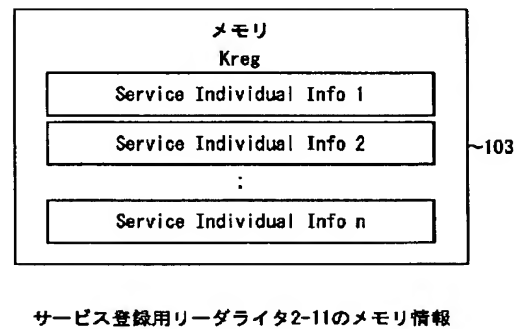 メモリ
Kreg
Service Individual Info 1
Service Individual Info 2
~103
:
Service Individual Info n
サービス登録用リーダライタ2-11のメモリ情報